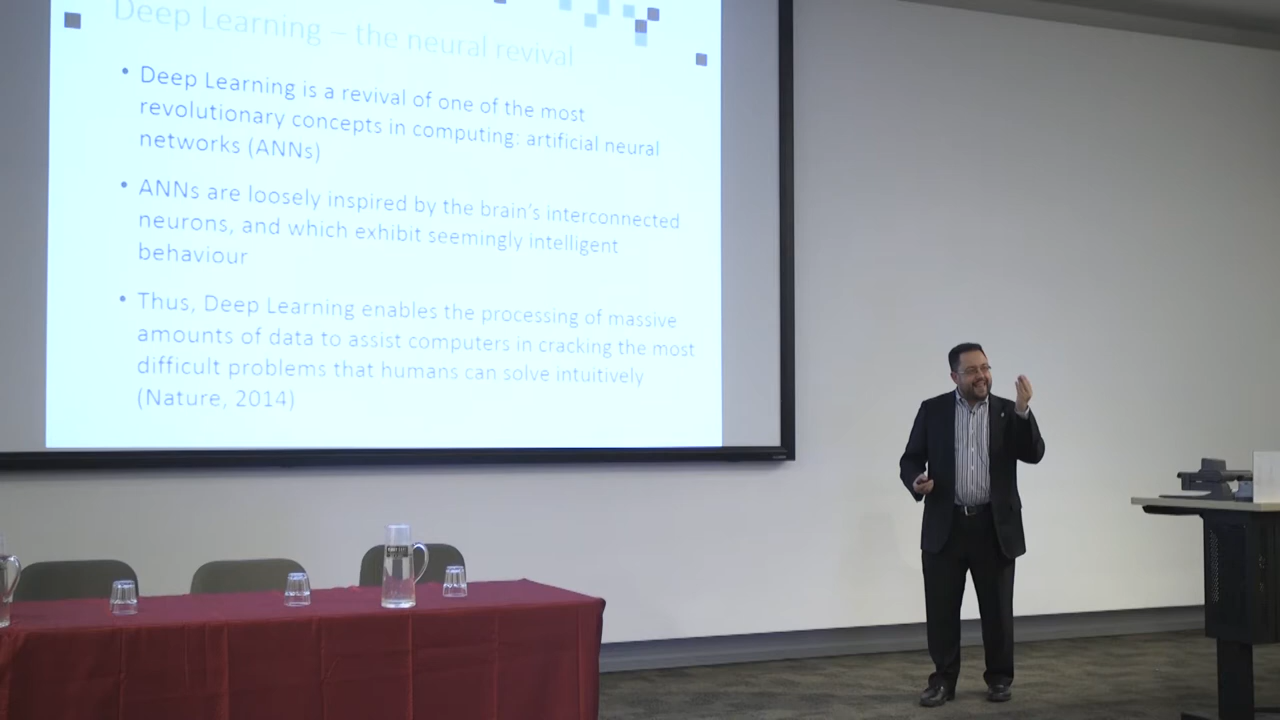 Deep Learning – the neural revival
• Deep Learning is a revival of one of the most
revolutionary concepts in computing: artificial neural
networks (ANNs)
• ANNs are loosely inspired by the brain's interconnected
neurons, and which exhibit seemingly intelligent
behaviour
• Thus, Deep Learning enables the processing of massive
amounts of data to assist computers in cracking the most
difficult problems that humans can solve intuitively
(Nature, 2014)